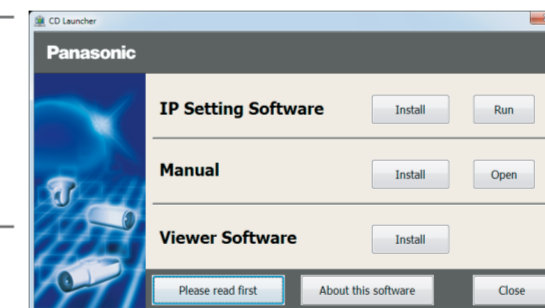 CD Launcher
Panasonic
IP Setting Software Install Run
Manual Install Open
Viewer Software Install
Please read first About this software Close